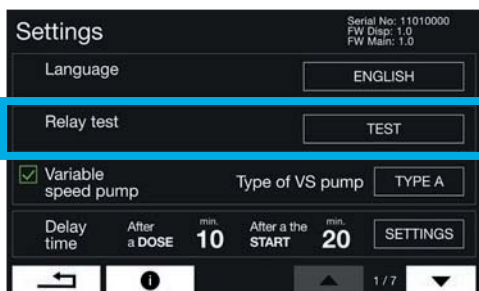 Settings
Serial No: 11010000
FW Disp: 1.0
FW Main: 1.0
Language
ENGLISH
Relay test
TEST
Variable
speed pump
Type of VS pump
TYPE A
Delay
time
After
a DOSE
min.
10
After a the
START
min.
20
SETTINGS
1/7